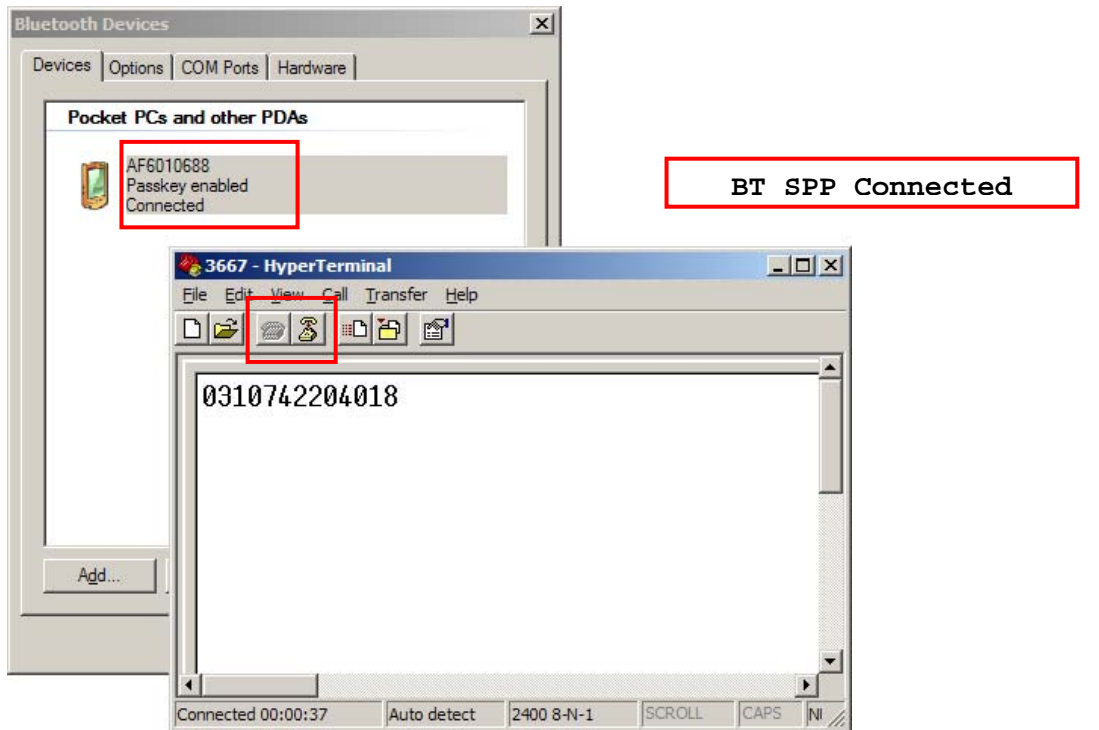 Bluetooth Devices
Devices Options COM Ports Hardware
Pocket PCs and other PDAs
AF6010688
Passkey enabled
Connected
BT SPP Connected
3667 - HyperTerminal
File Edit View Call Transfer Help
0310742204018
Add...
Connected 00:00:37 Auto detect 2400 8-N-1 SCROLL CAPS